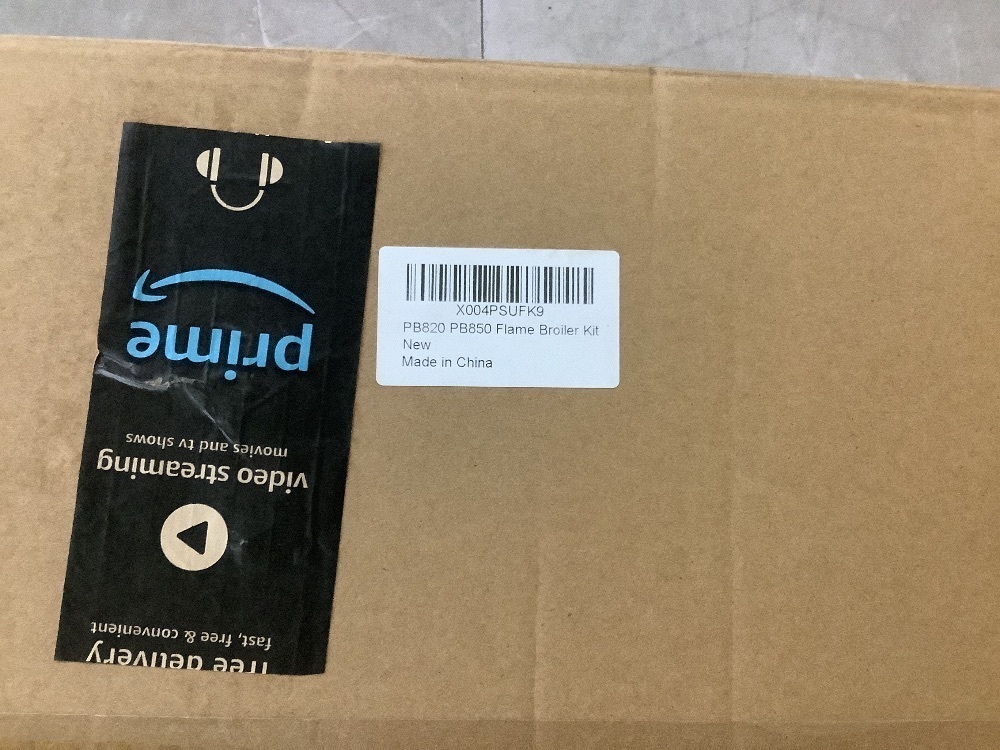 X004PSUFK9
PB820 PB850 Flame Broiler Kit
New
Made in China
free delivery
fast, free & convenient
video streaming
movies and tv shows
prime